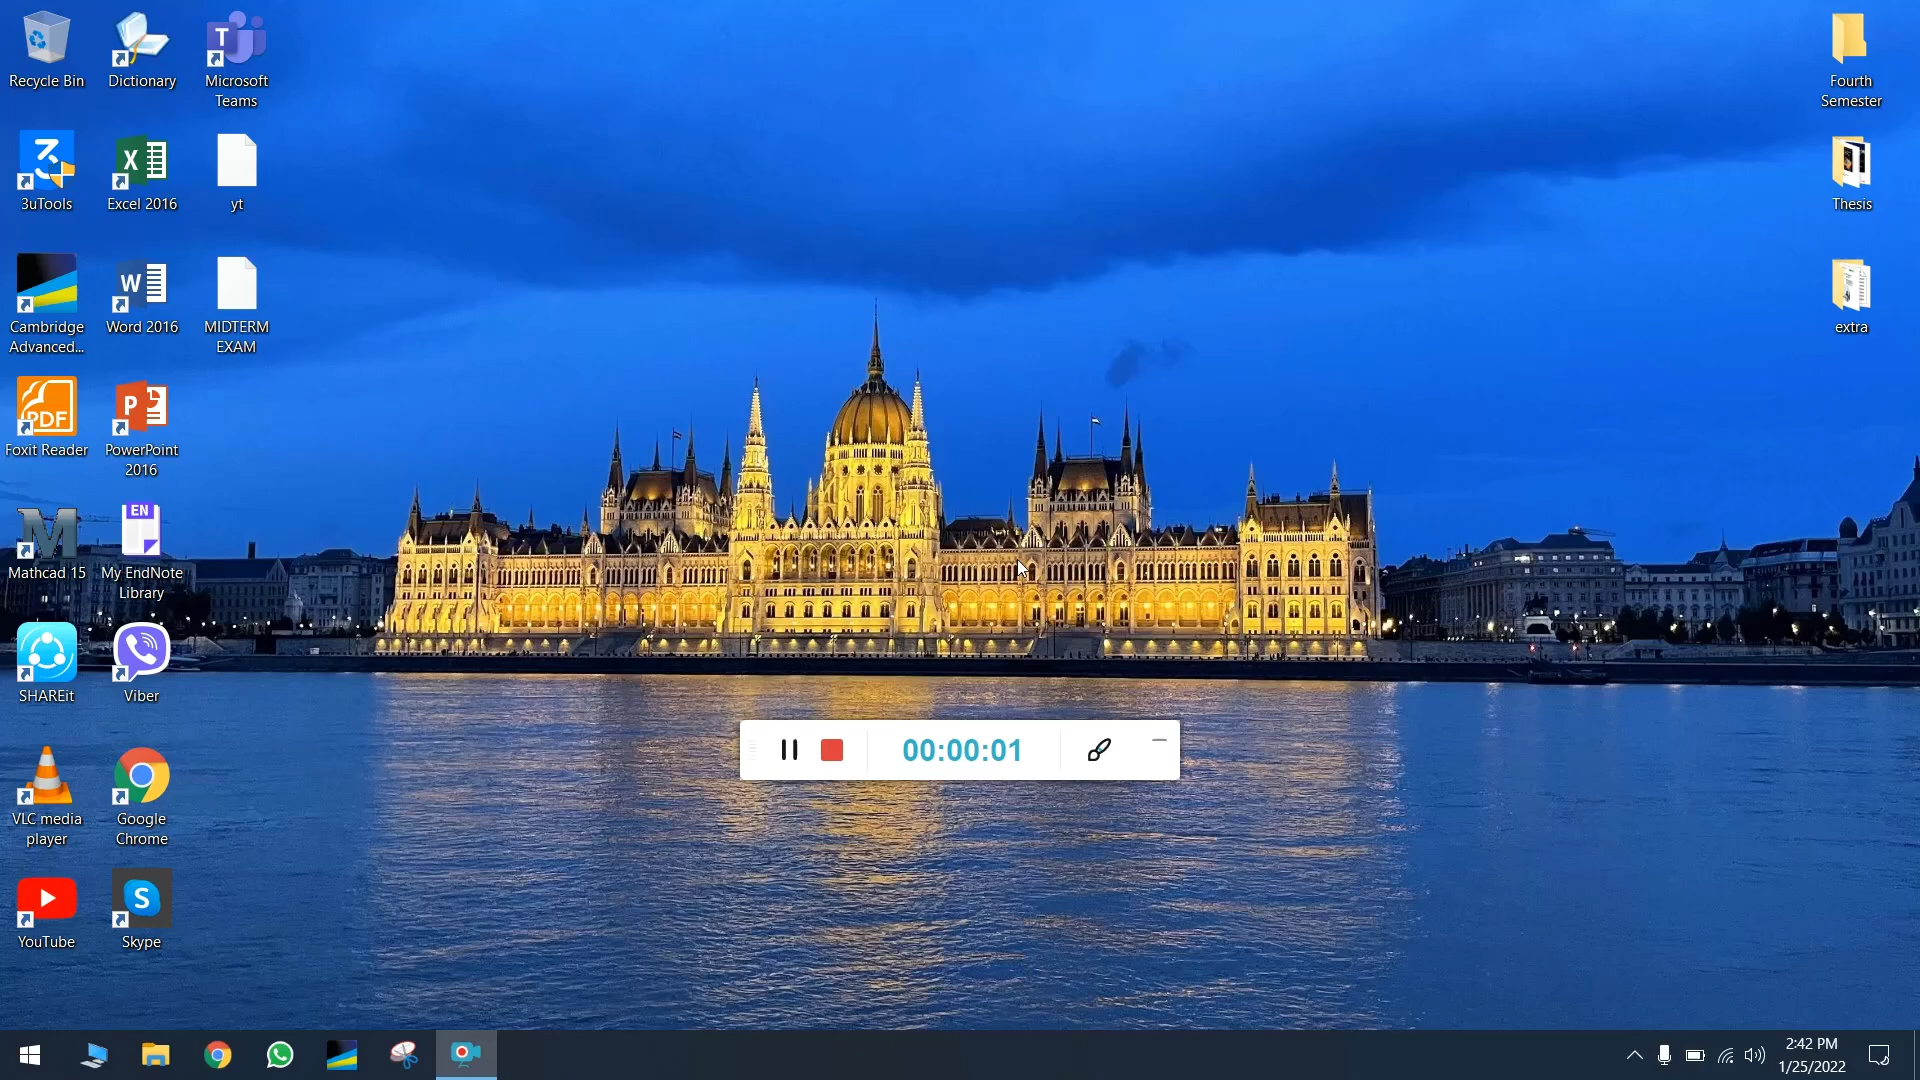 Recycle Bin
Dictionary
Microsoft
Teams
3uTools
Excel 2016
yt
Cambridge
Advanced...
Word 2016
MIDTERM
EXAM
PDF
Foxit Reader
PowerPoint
2016
Mathcad 15
EN
My EndNote
Library
SHAREit
Viber
VLC media
player
Google
Chrome
YouTube
Skype
Fourth
Semester
Thesis
extra
00:00:01
2:42 PM
1/25/2022